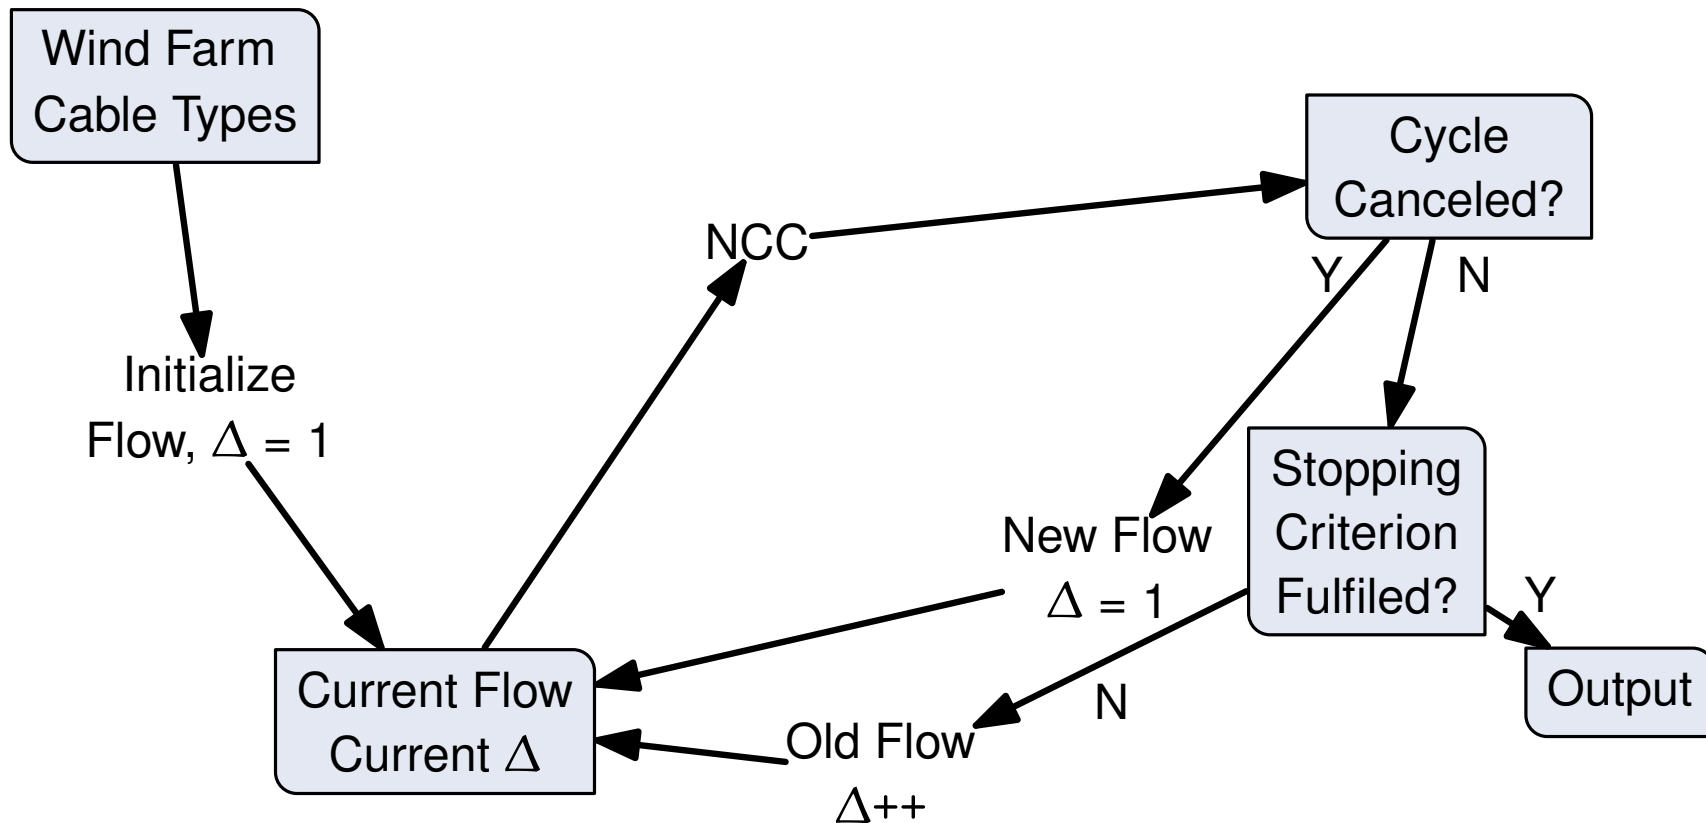 Wind Farm
Cable Types
Initialize
Flow, Δ = 1
Current Flow
Current Δ
NCC
Cycle
Canceled?
Y
N
New Flow
Δ = 1
Stopping
Criterion
Fulfiled?
Y
N
Output
Old Flow
Δ++